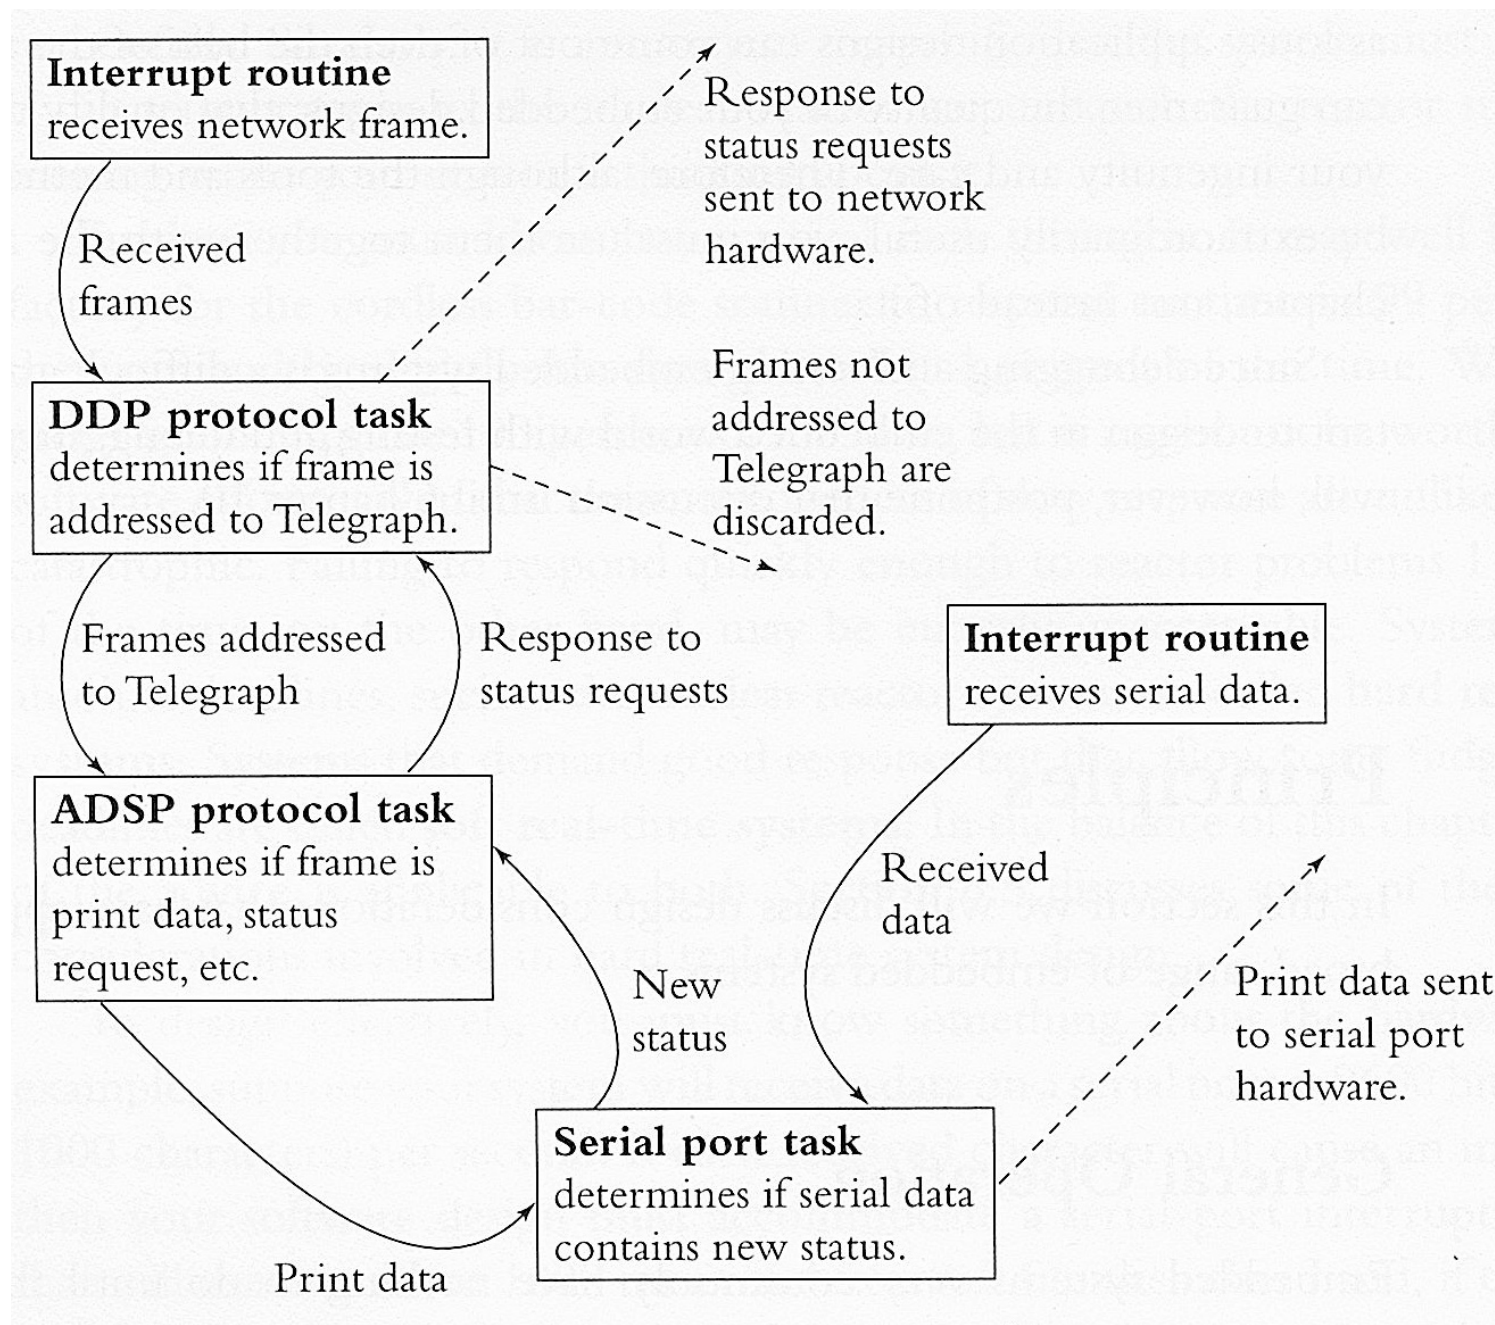 Interrupt routine
receives network frame.
Response to
status requests
sent to network
hardware.
Received
frames
DDP protocol task
determines if frame is
addressed to Telegraph.
Frames not
addressed to
Telegraph are
discarded.
Frames addressed
to Telegraph
Response to
status requests
Interrupt routine
receives serial data.
ADSP protocol task
determines if frame is
print data, status
request, etc.
Received
data
New
status
Print data sent
to serial port
hardware.
Serial port task
determines if serial data
contains new status.
Print data